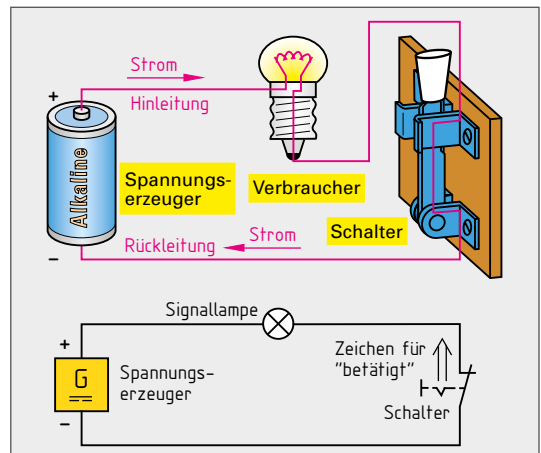 Strom
Hinleitung
+
Alkaline
Spannungs-
erzeuger
Verbraucher
Schalter
Rückleitung
Strom
–
Signallampe
+
G
Spannungs-
erzeuger
–
Zeichen für
"betätigt"
Schalter